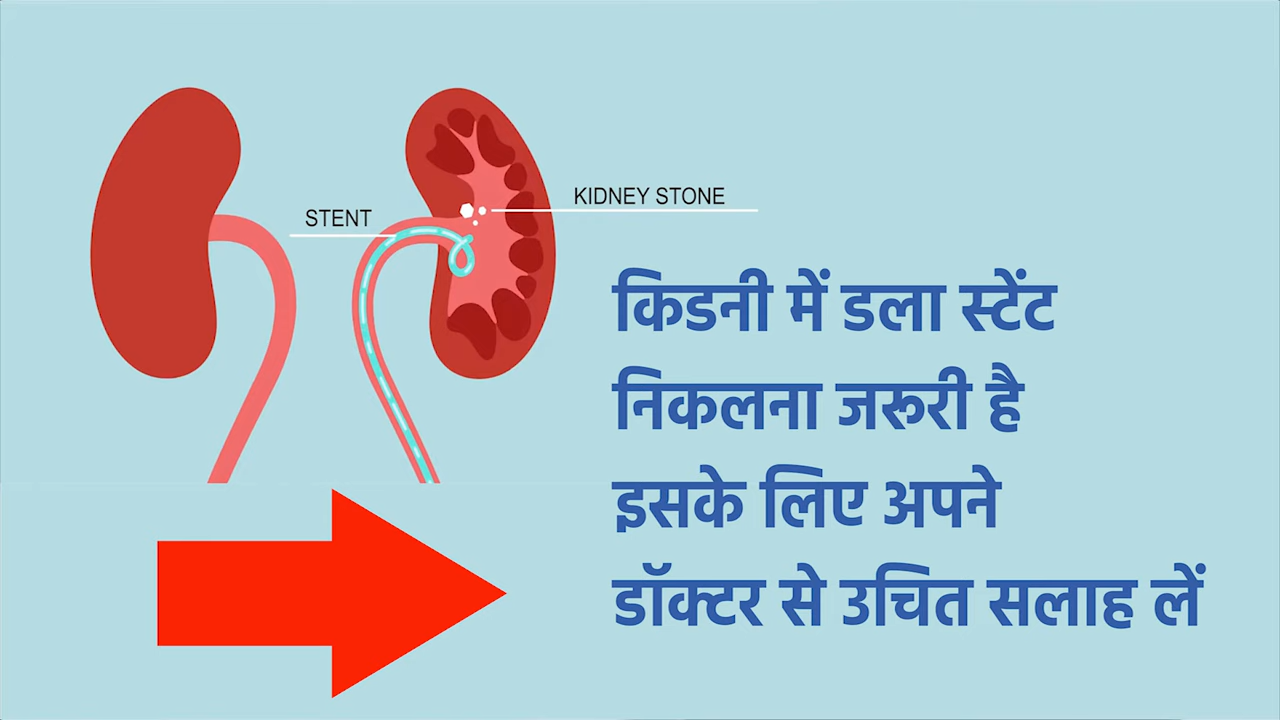 STENT
KIDNEY STONE
किडनी में डला स्टेंट
निकलना जरूरी है
इसके लिए अपने
डॉक्टर से उचित सलाह लें